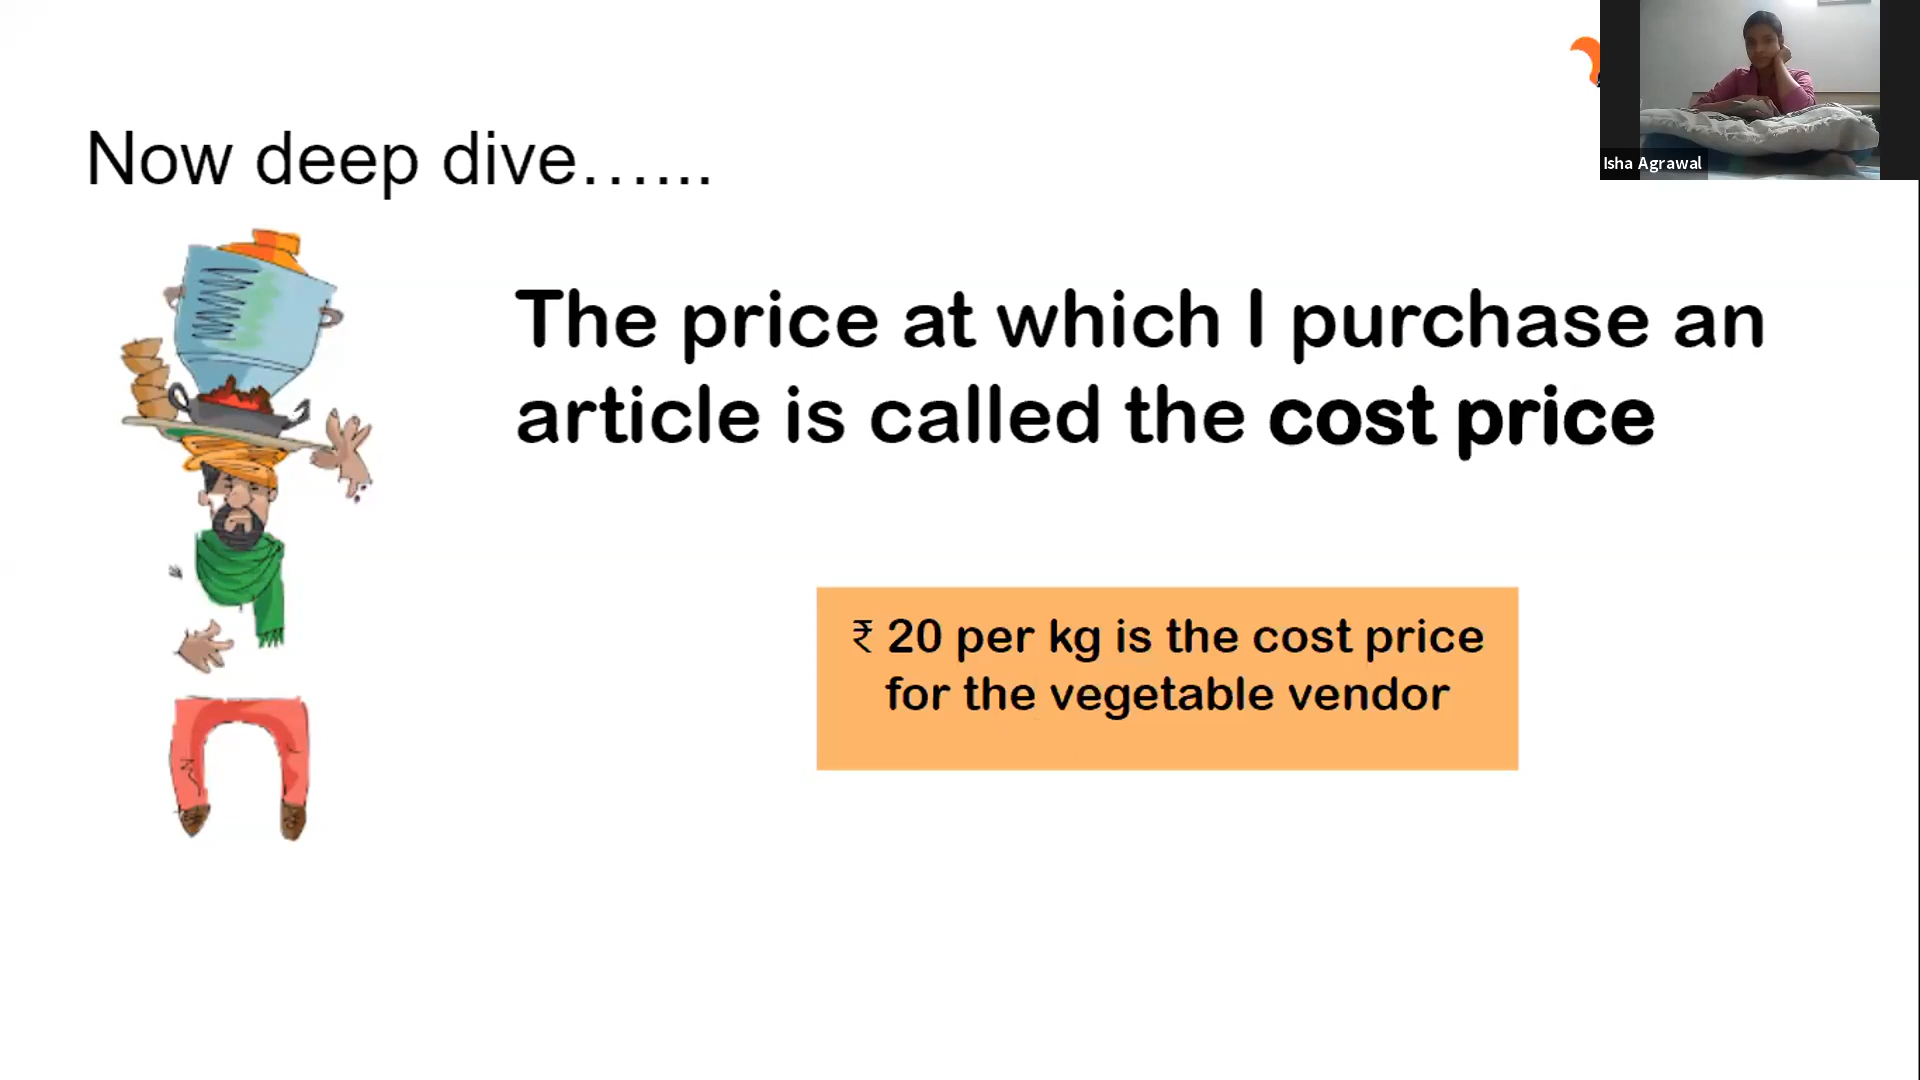 Now deep dive…...
The price at which I purchase an
article is called the cost price
₹ 20 per kg is the cost price
for the vegetable vendor
Isha Agrawal